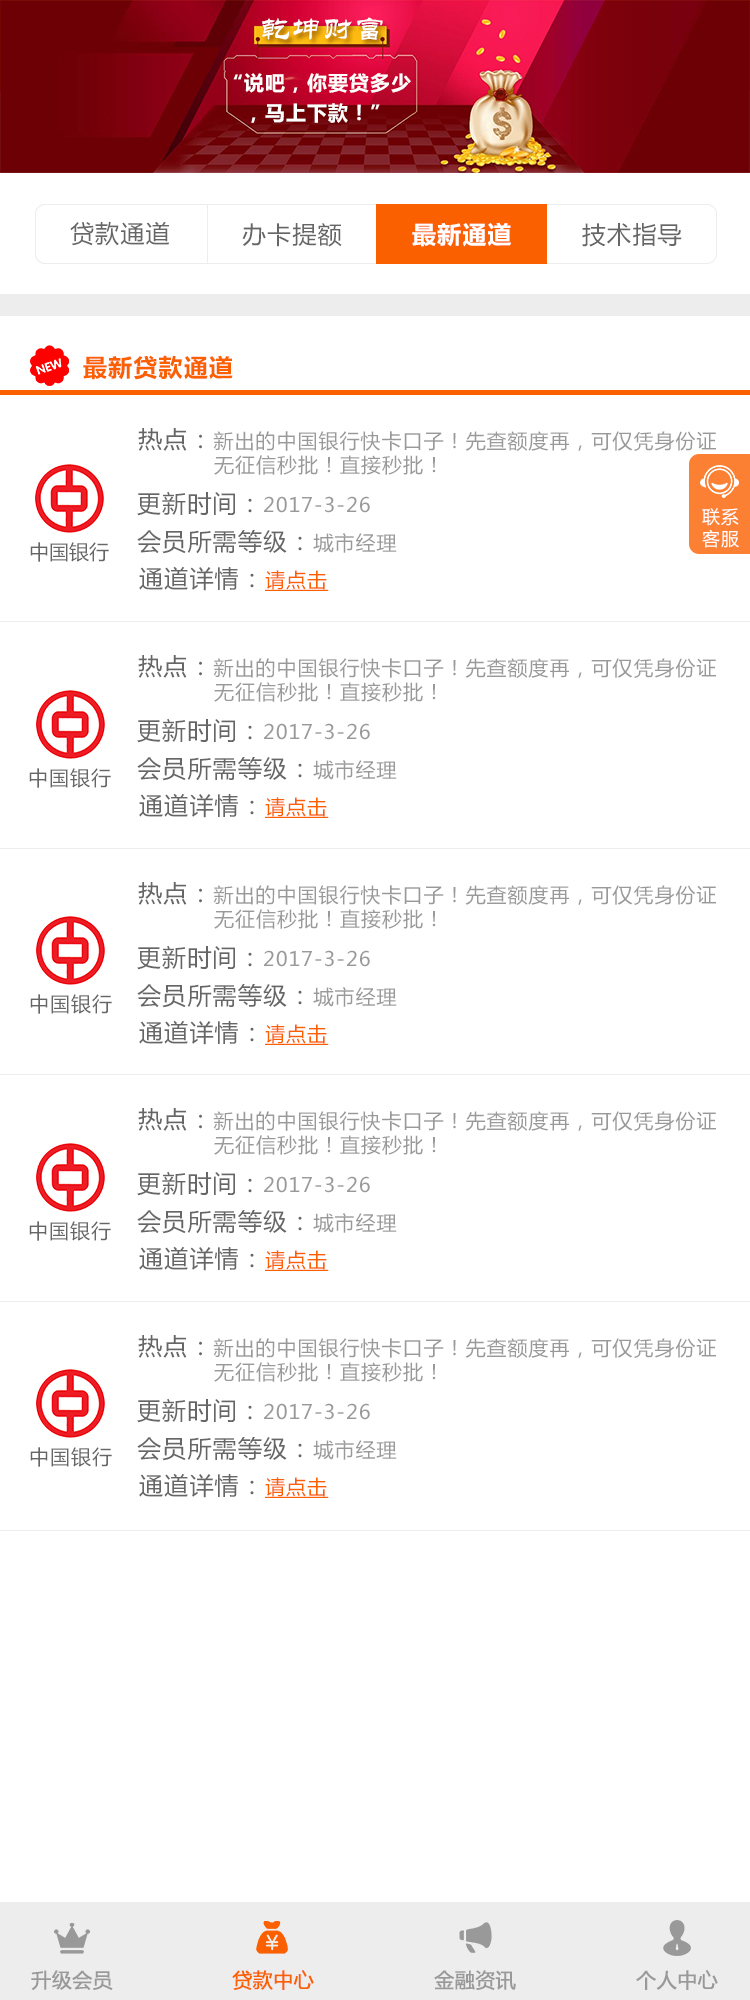 乾坤财富
“说吧，你要贷多少
，马上下款！”
贷款通道 办卡提额 最新通道 技术指导
NEW 最新贷款通道
热点：新出的中国银行快卡口子！先查额度再，可仅凭身份证
无征信秒批！直接秒批！
更新时间：2017-3-26
会员所需等级：城市经理
通道详情：请点击
中国银行
联系
客服
热点：新出的中国银行快卡口子！先查额度再，可仅凭身份证
无征信秒批！直接秒批！
更新时间：2017-3-26
会员所需等级：城市经理
通道详情：请点击
中国银行
热点：新出的中国银行快卡口子！先查额度再，可仅凭身份证
无征信秒批！直接秒批！
更新时间：2017-3-26
会员所需等级：城市经理
通道详情：请点击
中国银行
热点：新出的中国银行快卡口子！先查额度再，可仅凭身份证
无征信秒批！直接秒批！
更新时间：2017-3-26
会员所需等级：城市经理
通道详情：请点击
中国银行
热点：新出的中国银行快卡口子！先查额度再，可仅凭身份证
无征信秒批！直接秒批！
更新时间：2017-3-26
会员所需等级：城市经理
通道详情：请点击
中国银行
升级会员 贷款中心 金融资讯 个人中心